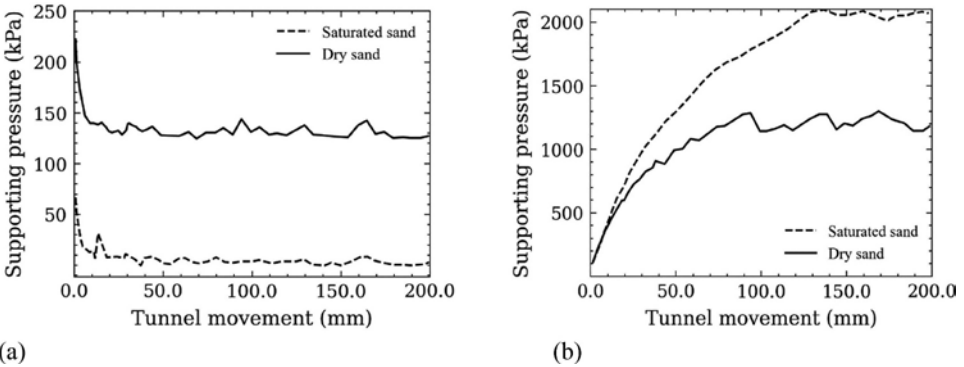 Supporting pressure (kPa)
250
200
150
100
50
Saturated sand
Dry sand
0.0 50.0 100.0 150.0 200.0
Tunnel movement (mm)
(a)
Supporting pressure (kPa)
2000
1500
1000
500
Saturated sand
Dry sand
0.0 50.0 100.0 150.0 200.0
Tunnel movement (mm)
(b)